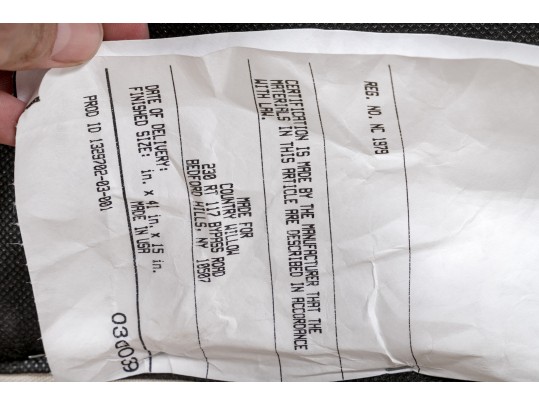 REG. NO. NC 1979
CERTIFICATION IS MADE BY THE MANUFACTURER THAT THE
MATERIALS IN THIS ARTICLE ARE DESCRIBED IN ACCORDANCE
WITH LAW.
MADE FOR
COUNTRY WILLOW
230 RT 117 BYPASS ROAD
BEDFORD HILLS, NY 10507
DATE OF DELIVERY:
FINISHED SIZE: in. x 41 in. x 15 in.
MADE IN USA
PROD ID 1329702-03-001
03d039